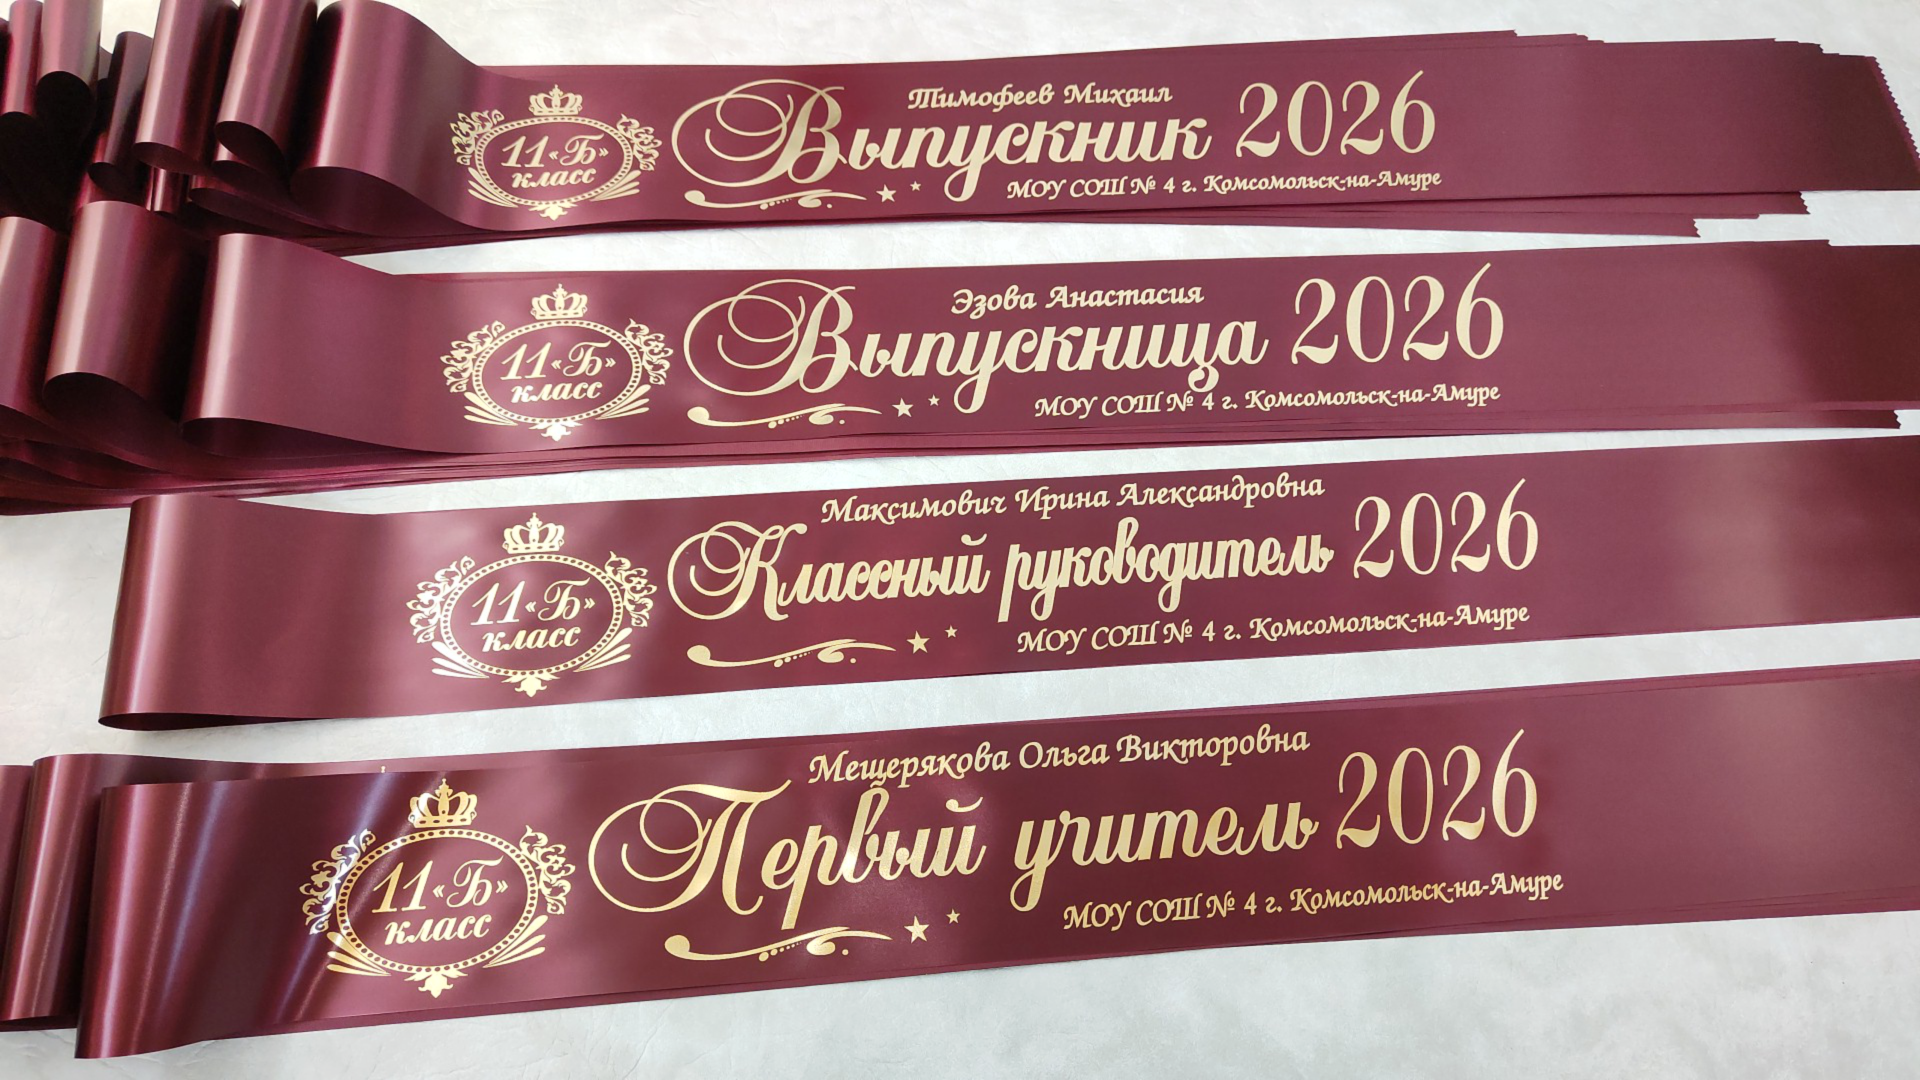 11 «Б»
класс
Тимофеев Михаил
Выпускник 2026
МОУ СОШ № 4 г. Комсомольск-на-Амуре
11 «Б»
класс
Эзова Анастасия
Выпускница 2026
МОУ СОШ № 4 г. Комсомольск-на-Амуре
11 «Б»
класс
Максимович Ирина Александровна
Классный руководитель 2026
МОУ СОШ № 4 г. Комсомольск-на-Амуре
11 «Б»
класс
Мещерякова Ольга Викторовна
Первый учитель 2026
МОУ СОШ № 4 г. Комсомольск-на-Амуре